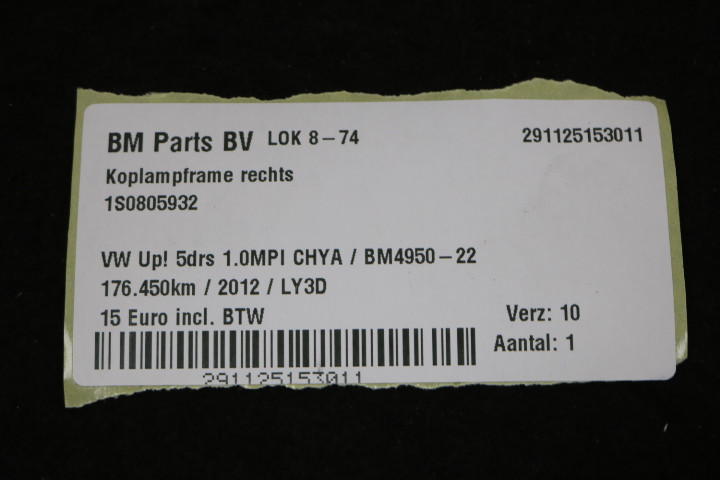 BM Parts BV LOK 8-74 291125153011
Koplampframe rechts
1S0805932
VW Up! 5drs 1.0MPI CHYA / BM4950-22
176.450km / 2012 / LY3D
15 Euro incl. BTW Verz: 10
Aantal: 1
291125153011